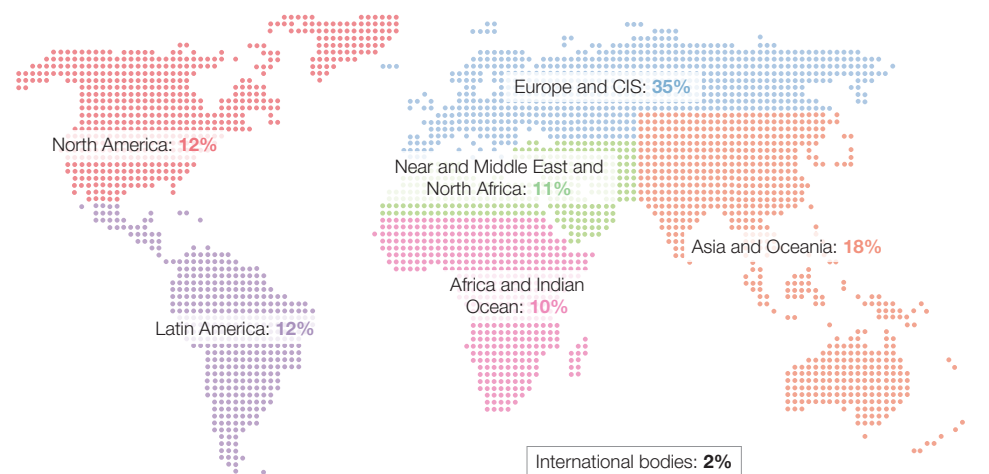 Europe and CIS: 35%
North America: 12%
Near and Middle East and
North Africa: 11%
Asia and Oceania: 18%
Africa and Indian
Ocean: 10%
Latin America: 12%
International bodies: 2%